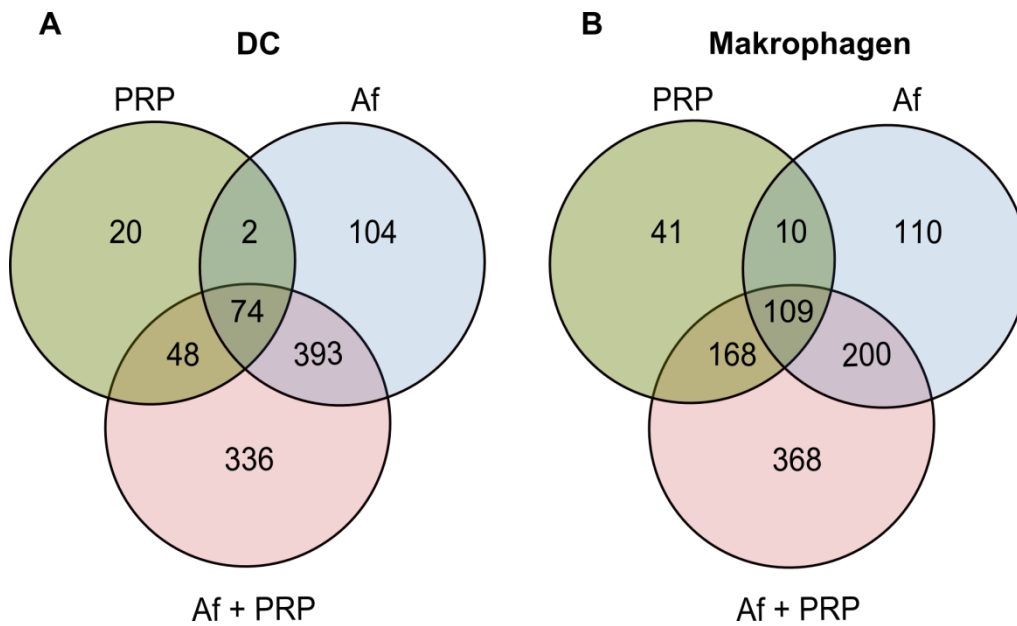 A
DC
PRP
Af
20
2
104
74
48
393
336
Af + PRP
B
Makrophagen
PRP
Af
41
10
110
109
168
200
368
Af + PRP